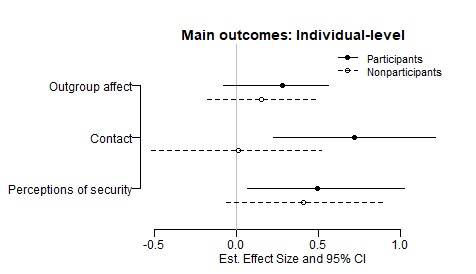 Main outcomes: Individual-level
Participants
Nonparticipants
Outgroup affect
Contact
Perceptions of security
-0.5 0.0 0.5 1.0
Est. Effect Size and 95% CI